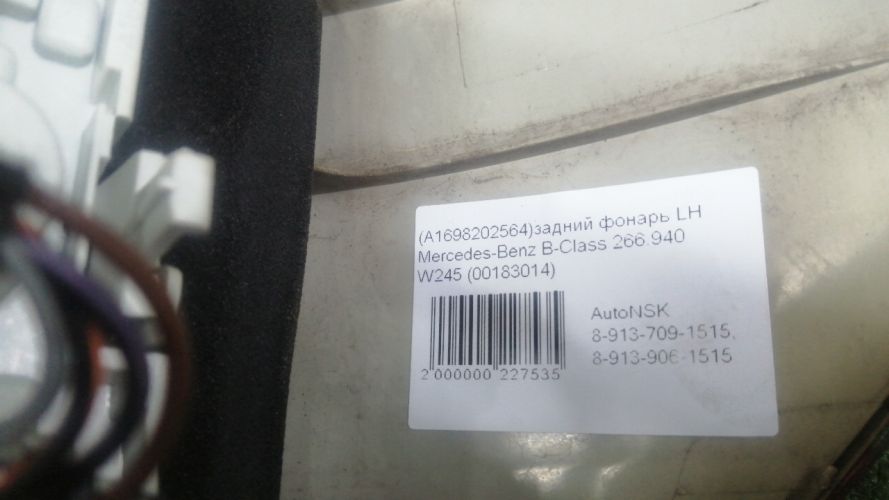 (A1698202564)задний фонарь LH
Mercedes-Benz B-Class 266.940
W245 (00183014)
AutoNSK
8-913-709-1515,
8-913-906-1515
2 000000 227535